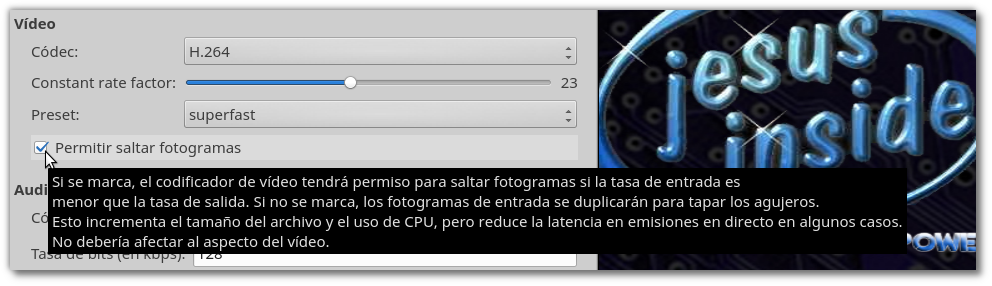 Vídeo
Códec:
H.264
Constant rate factor:
23
Preset:
superfast
Permitir saltar fotogramas
Si se marca, el codificador de vídeo tendrá permiso para saltar fotogramas si la tasa de entrada es
menor que la tasa de salida. Si no se marca, los fotogramas de entrada se duplicarán para tapar los agujeros.
Esto incrementa el tamaño del archivo y el uso de CPU, pero reduce la latencia en emisiones en directo en algunos casos.
No debería afectar al aspecto del vídeo.
Tasa de bits (en kbps):
128
jesus
inside